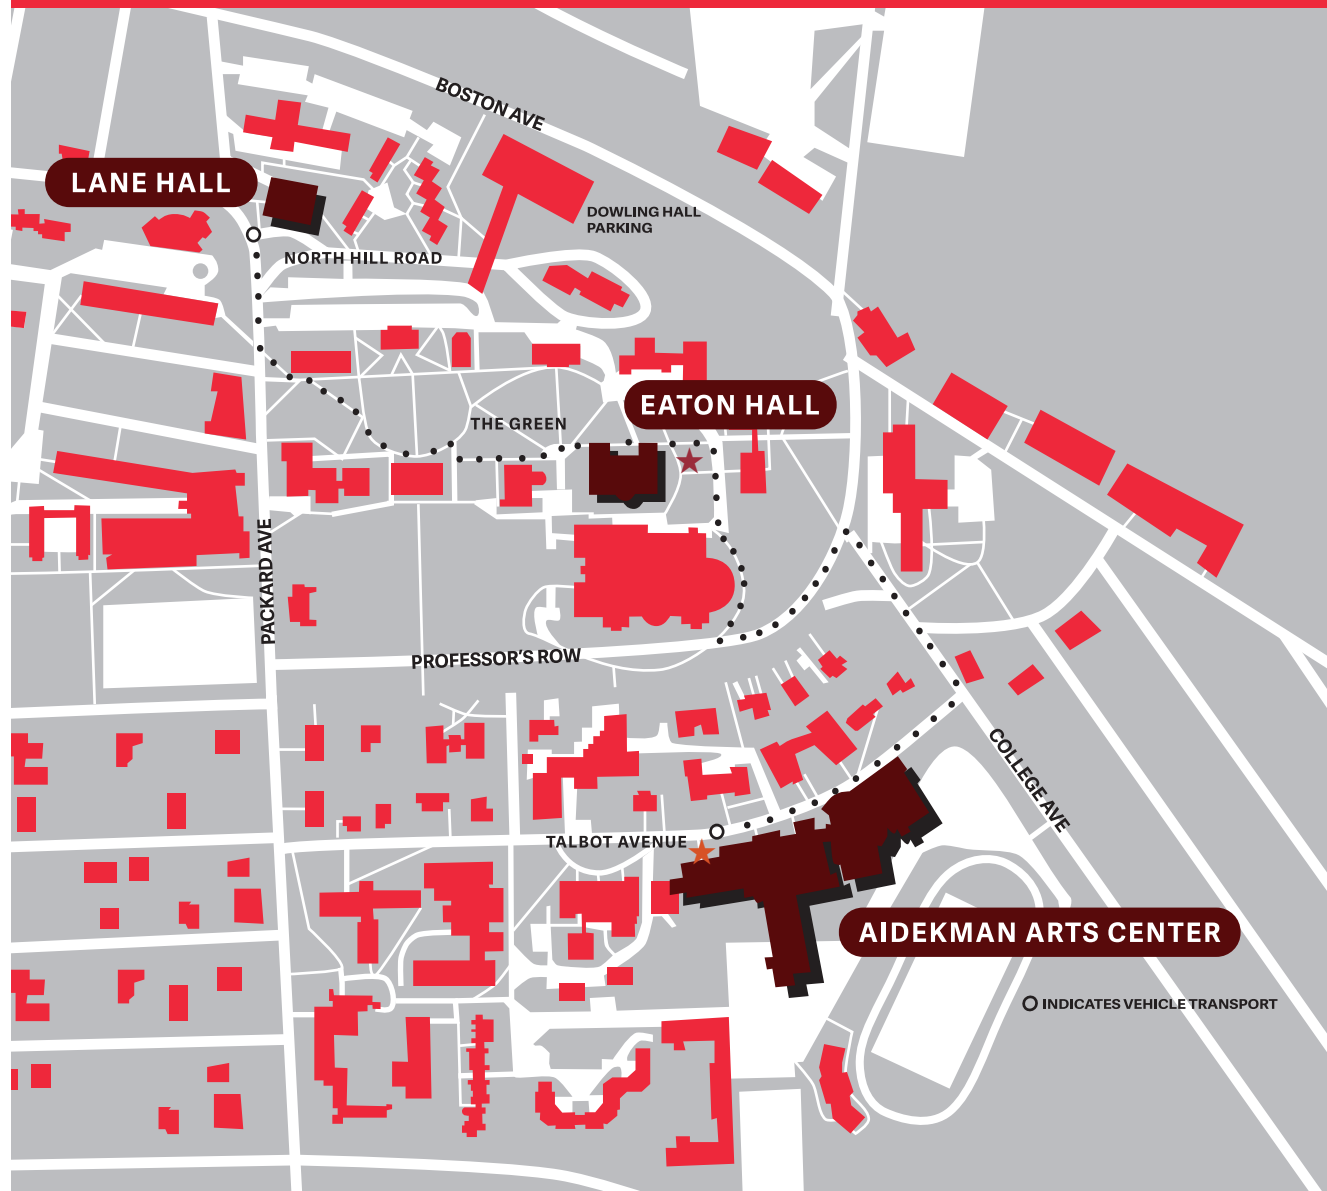 BOSTON AVE
LANE HALL
DOWLING HALL
PARKING
NORTH HILL ROAD
EATON HALL
THE GREEN
PACKARD AVE
PROFESSOR'S ROW
COLLEGE AVE
TALBOT AVENUE
AIDEKMAN ARTS CENTER
INDICATES VEHICLE TRANSPORT